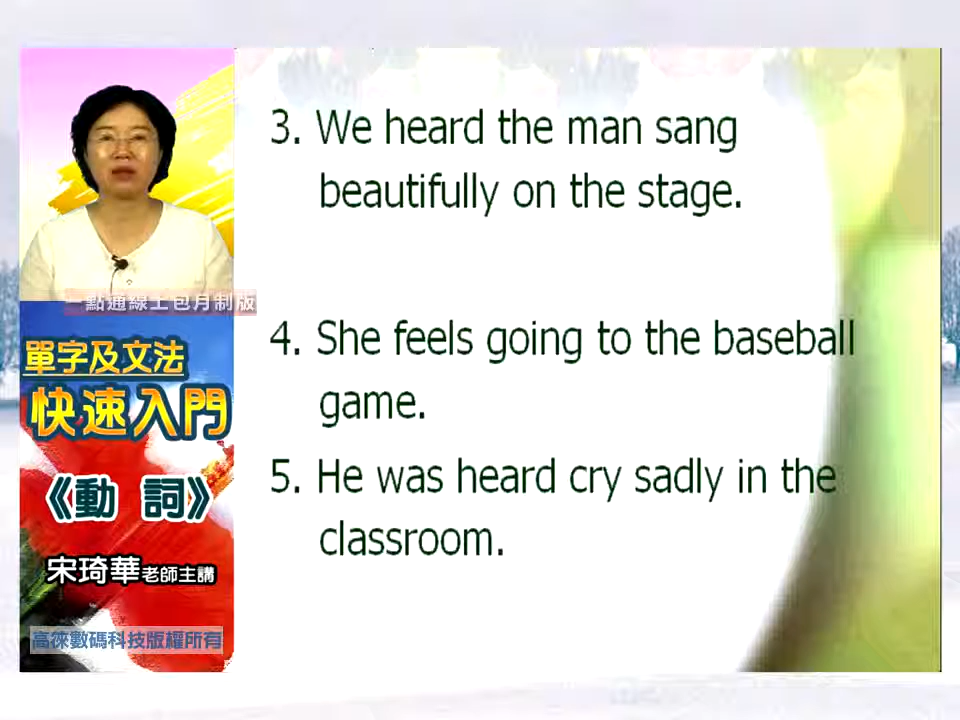 3. We heard the man sang
beautifully on the stage.
4. She feels going to the baseball
game.
5. He was heard cry sadly in the
classroom.
一點通線上包月制版
單字及文法
快速入門
《動 詞》
宋琦華老師主講
高徠數碼科技版權所有